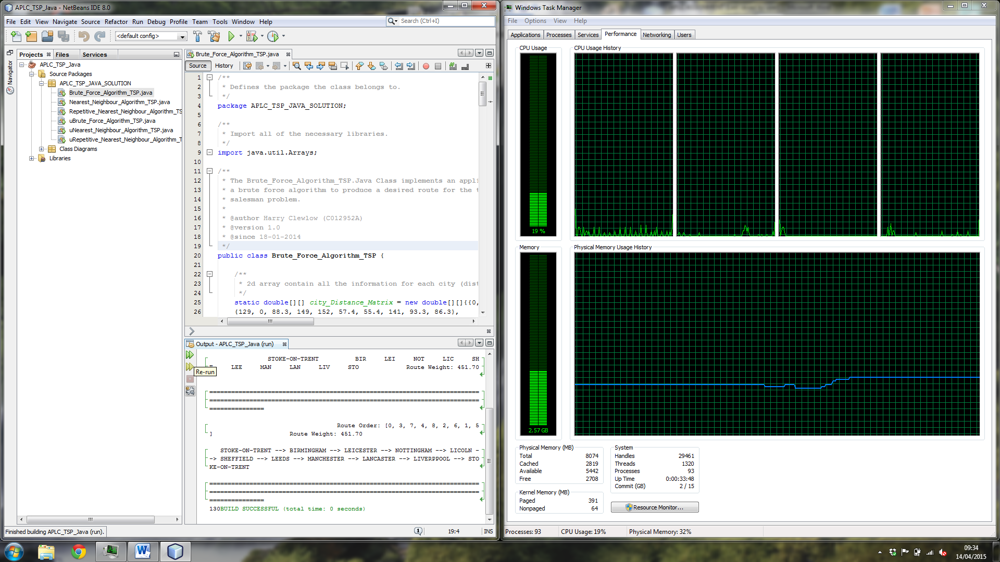 APLC_TSP_Java - NetBeans IDE 8.0
File Edit View Navigate Source Refactor Run Debug Profile Team Tools Window Help
Search (Ctrl+I)
<default config>
Projects Files Services
Navigator
APLC_TSP_Java
Source Packages
APLC_TSP_JAVA_SOLUTION
Brute_Force_Algorithm_TSP.java
Nearest_Neighbour_Algorithm_TSP.java
Repetitive_Nearest_Neighbour_Algorithm_TS
uBrute_Force_Algorithm_TSP.java
uNearest_Neighbour_Algorithm_TSP.java
uRepetitive_Nearest_Neighbour_Algorithm_T
Class Diagrams
Libraries
Brute_Force_Algorithm_TSP.java
Source History
1 /**
2 * Defines the package the class belongs to.
3 */
4 package APLC_TSP_JAVA_SOLUTION;
5
6 /**
7 * Import all of the necessary libraries.
8 */
9 import java.util.Arrays;
10
11 /**
12 * The Brute_Force_Algorithm_TSP.Java Class implements an appli
13 * a brute force algorithm to produce a desired route for the t
14 * salesman problem.
15 *
16 * @author Harry Clewlow (C012952A)
17 * @version 1.0
18 * @since 18-01-2014
19 */
20 public class Brute_Force_Algorithm_TSP {
21
22 /**
23 * 2d array contain all the information for each city (dist
24 */
25 static double[][] city_Distance_Matrix = new double[][]{{0,
26 {129, 0, 88.3, 149, 152, 57.4, 55.4, 141, 93.3, 86.3},
Output - APLC_TSP_Java (run)
STOKE-ON-TRENT BIR LEI NOT LIC SH
LEE MAN LAN LIV STO Route Weight: 451.70
Re-run
==================================================================
==================================================================
===============
Route Order: [0, 3, 7, 4, 8, 2, 6, 1, 5
] Route Weight: 451.70
STOKE-ON-TRENT --> BIRMINGHAM --> LEICESTER --> NOTTINGHAM --> LICOLN -
-> SHEFFIELD --> LEEDS --> MANCHESTER --> LANCASTER --> LIVERPPOOL --> STO
KE-ON-TRENT
==================================================================
==================================================================
===============
130BUILD SUCCESSFUL (total time: 0 seconds)
Finished building APLC_TSP_Java (run).
1
19:4
INS
Windows Task Manager
File Options View Help
Applications Processes Services Performance Networking Users
CPU Usage
CPU Usage History
19 %
Memory
Physical Memory Usage History
2.57 GB
Physical Memory (MB)
Total 8074
Cached 2819
Available 5442
Free 2708
Kernel Memory (MB)
Paged 391
Nonpaged 64
System
Handles 29461
Threads 1320
Processes 93
Up Time 0:00:33:48
Commit (GB) 2 / 15
Resource Monitor...
Processes: 93 CPU Usage: 19% Physical Memory: 32%
09:34
14/04/2015